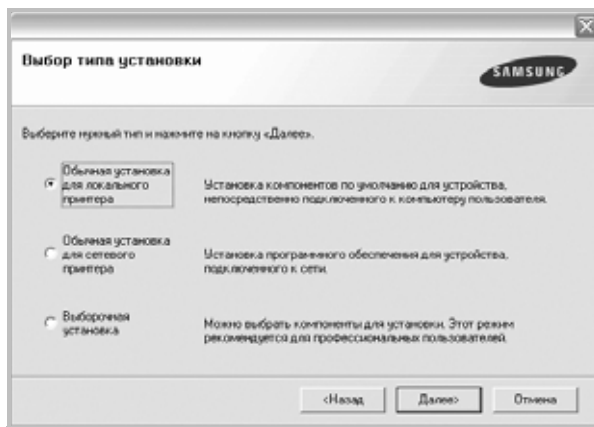 Выбор типа установки
SAMSUNG
Выберите нужный тип и нажмите на кнопку «Далее».
Обычная установка
для локального
принтера
Установка компонентов по умолчанию для устройства,
непосредственно подключенного к компьютеру пользователя.
Обычная установка
для сетевого
принтера
Установка программного обеспечения для устройства,
подключенного к сети.
Выборочная
установка
Можно выбрать компоненты для установки. Этот режим
рекомендуется для профессиональных пользователей.
<Назад
Далее>
Отмена